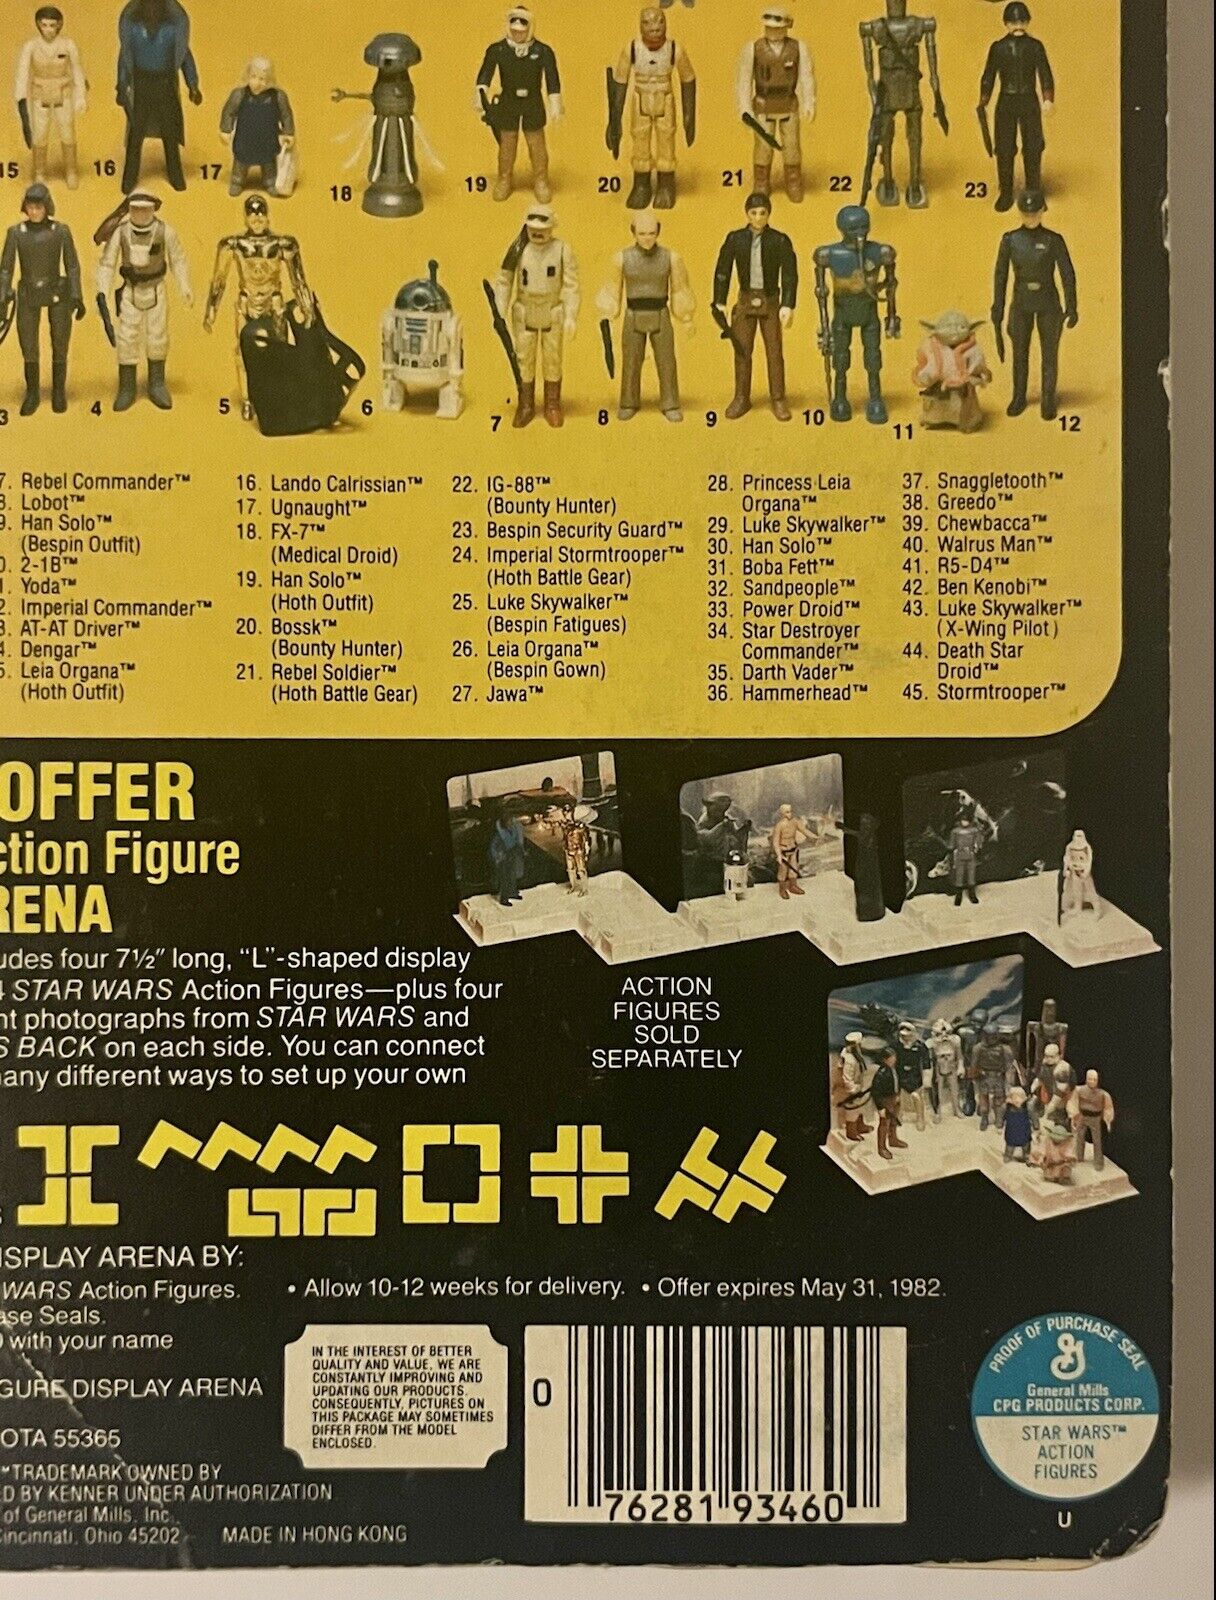 15
16
17
18
19
20
21
22
23
3
4
5
6
7
8
9
10
11
12
7. Rebel Commander™
8. Lobot™
9. Han Solo™
(Bespin Outfit)
0. 2-1B™
1. Yoda™
2. Imperial Commander™
3. AT-AT Driver™
4. Dengar™
5. Leia Organa™
(Hoth Outfit)
16. Lando Calrissian™
17. Ugnaught™
18. FX-7™
(Medical Droid)
19. Han Solo™
(Hoth Outfit)
20. Bossk™
(Bounty Hunter)
21. Rebel Soldier™
(Hoth Battle Gear)
22. IG-88™
(Bounty Hunter)
23. Bespin Security Guard™
24. Imperial Stormtrooper™
(Hoth Battle Gear)
25. Luke Skywalker™
(Bespin Fatigues)
26. Leia Organa™
(Bespin Gown)
27. Jawa™
28. Princess Leia
Organa™
29. Luke Skywalker™
30. Han Solo™
31. Boba Fett™
32. Sandpeople™
33. Power Droid™
34. Star Destroyer
Commander™
35. Darth Vader™
36. Hammerhead™
37. Snaggletooth™
38. Greedo™
39. Chewbacca™
40. Walrus Man™
41. R5-D4™
42. Ben Kenobi™
43. Luke Skywalker™
(X-Wing Pilot)
44. Death Star
Droid™
45. Stormtrooper™
OFFER
ction Figure
RENA
udes four 7½" long, "L"-shaped display
4 STAR WARS Action Figures—plus four
nt photographs from STAR WARS and
S BACK on each side. You can connect
any different ways to set up your own
ACTION
FIGURES
SOLD
SEPARATELY
ISPLAY ARENA BY:
WARS Action Figures.
ase Seals.
with your name
• Allow 10-12 weeks for delivery. • Offer expires May 31, 1982.
GURE DISPLAY ARENA
OTA 55365
™TRADEMARK OWNED BY
D BY KENNER UNDER AUTHORIZATION
of General Mills, Inc.,
Cincinnati, Ohio 45202
MADE IN HONG KONG
IN THE INTEREST OF BETTER
QUALITY AND VALUE, WE ARE
CONSTANTLY IMPROVING AND
UPDATING OUR PRODUCTS.
CONSEQUENTLY, PICTURES ON
THIS PACKAGE MAY SOMETIMES
DIFFER FROM THE MODEL
ENCLOSED.
0
76281 93460
PROOF OF PURCHASE SEAL
G
General Mills
CPG PRODUCTS CORP.
STAR WARS™
ACTION
FIGURES
U